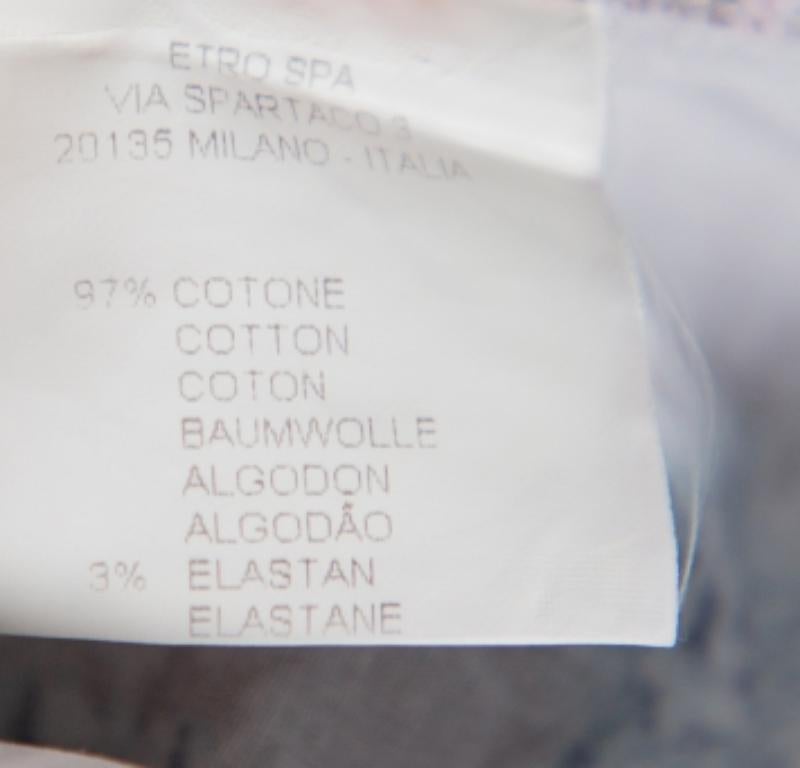 ETRO SPA
VIA SPARTACO 3
20135 MILANO - ITALIA
97% COTONE
COTTON
COTON
BAUMWOLLE
ALGODON
ALGODÃO
3% ELASTAN
ELASTANE